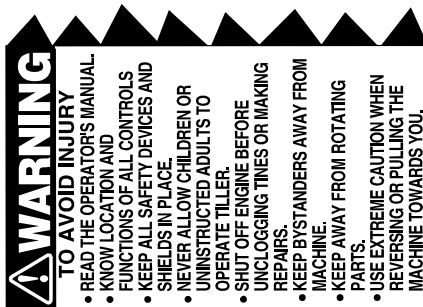 WARNING
TO AVOID INJURY
• READ THE OPERATOR'S MANUAL.
• KNOW LOCATION AND
FUNCTIONS OF ALL CONTROLS
• KEEP ALL SAFETY DEVICES AND
SHIELDS IN PLACE.
• NEVER ALLOW CHILDREN OR
UNINSTRUCTED ADULTS TO
OPERATE TILLER.
• SHUT OFF ENGINE BEFORE
UNCLOGGING TINES OR MAKING
REPAIRS.
• KEEP BYSTANDERS AWAY FROM
MACHINE.
• KEEP AWAY FROM ROTATING
PARTS.
• USE EXTREME CAUTION WHEN
REVERSING OR PULLING THE
MACHINE TOWARDS YOU.